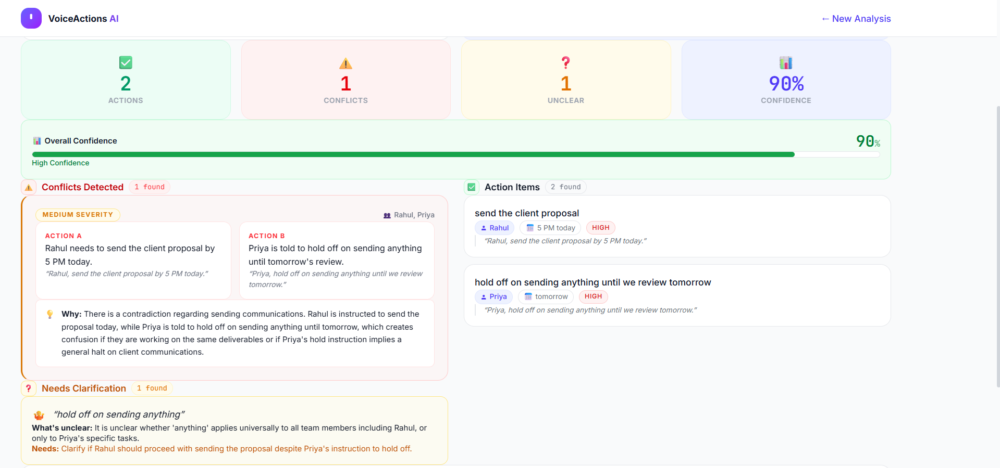 VoiceActions AI
← New Analysis
2
ACTIONS
1
CONFLICTS
1
UNCLEAR
90%
CONFIDENCE
Overall Confidence
90%
High Confidence
Conflicts Detected 1 found
MEDIUM SEVERITY
Rahul, Priya
ACTION A
Rahul needs to send the client proposal by
5 PM today.
“Rahul, send the client proposal by 5 PM today.”
ACTION B
Priya is told to hold off on sending anything
until tomorrow's review.
“Priya, hold off on sending anything until we review
tomorrow.”
Why: There is a contradiction regarding sending communications. Rahul is instructed to send the
proposal today, while Priya is told to hold off on sending anything until tomorrow, which creates
confusion if they are working on the same deliverables or if Priya's hold instruction implies a
general halt on client communications.
Needs Clarification 1 found
“hold off on sending anything”
What's unclear: It is unclear whether 'anything' applies universally to all team members including Rahul, or
only to Priya's specific tasks.
Needs: Clarify if Rahul should proceed with sending the proposal despite Priya's instruction to hold off.
Action Items 2 found
send the client proposal
Rahul 5 PM today HIGH
“Rahul, send the client proposal by 5 PM today.”
hold off on sending anything until we review tomorrow
Priya tomorrow HIGH
“Priya, hold off on sending anything until we review tomorrow.”